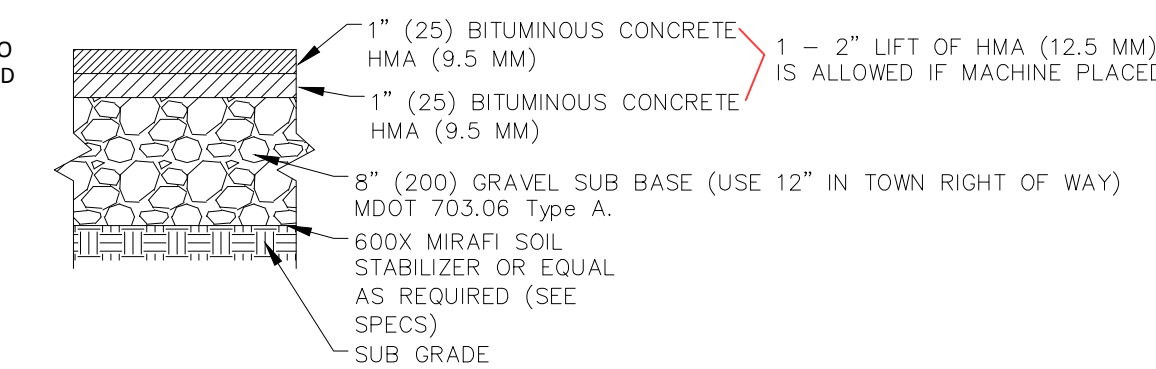 O
D
1” (25) BITUMINOUS CONCRETE
HMA (9.5 MM)
1 – 2” LIFT OF HMA (12.5 MM)
IS ALLOWED IF MACHINE PLACED
1” (25) BITUMINOUS CONCRETE
HMA (9.5 MM)
8” (200) GRAVEL SUB BASE (USE 12” IN TOWN RIGHT OF WAY)
MDOT 703.06 Type A.
600X MIRAFI SOIL
STABILIZER OR EQUAL
AS REQUIRED (SEE
SPECS)
SUB GRADE